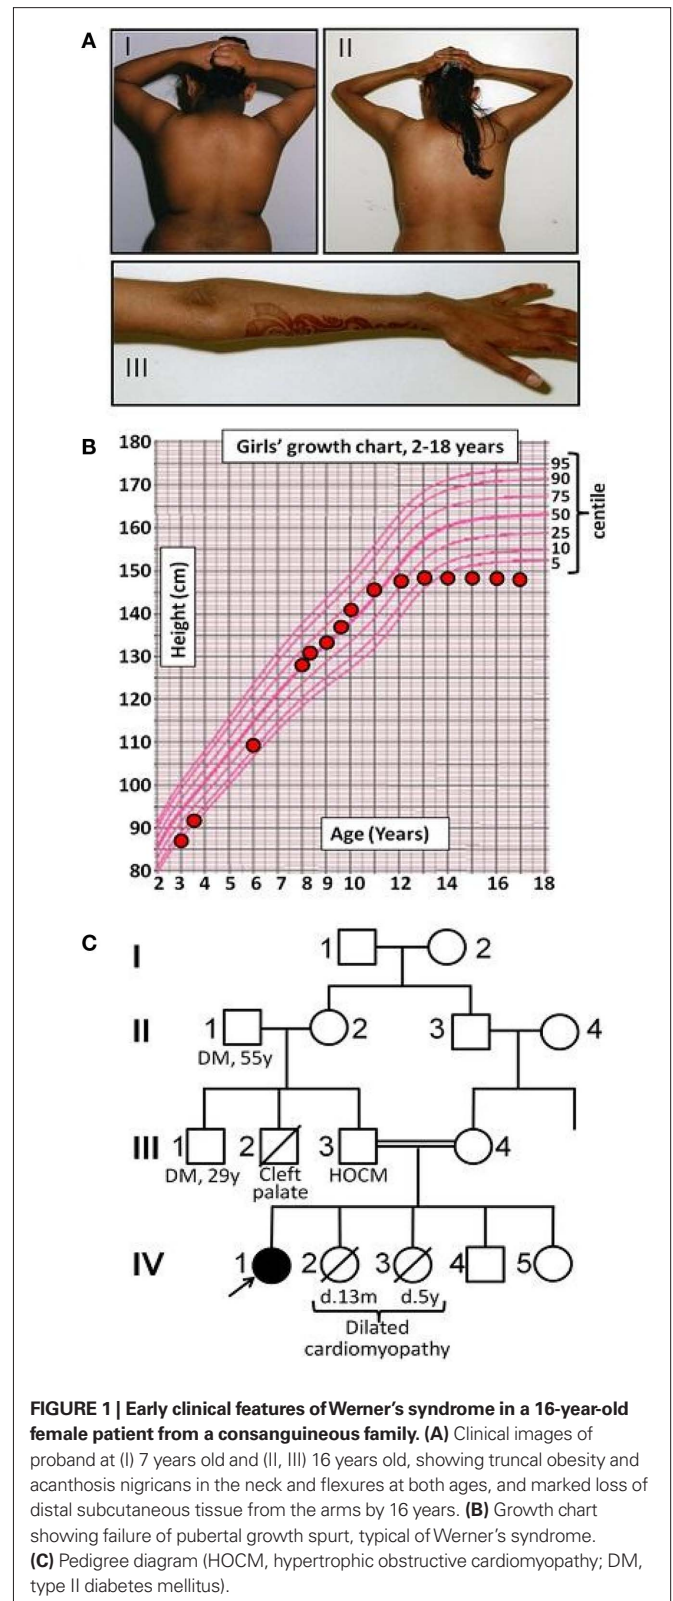 A
I
II
III
B
Girls' growth chart, 2-18 years
180
170
160
150
140
130
120
110
100
90
80
Height (cm)
95
90
75
50
25
10
5
centile
Age (Years)
2 3 4 5 6 7 8 9 10 12 14 16 18
C
I
1
2
II
1
2
3
4
DM, 55y
III
1
2
3
4
DM, 29y
Cleft
palate
HOCM
IV
1
2
3
4
5
d.13m
d.5y
Dilated
cardiomyopathy
FIGURE 1 | Early clinical features of Werner's syndrome in a 16-year-old
female patient from a consanguineous family. (A) Clinical images of
proband at (I) 7 years old and (II, III) 16 years old, showing truncal obesity and
acanthosis nigricans in the neck and flexures at both ages, and marked loss of
distal subcutaneous tissue from the arms by 16 years. (B) Growth chart
showing failure of pubertal growth spurt, typical of Werner's syndrome.
(C) Pedigree diagram (HOCM, hypertrophic obstructive cardiomyopathy; DM,
type II diabetes mellitus).